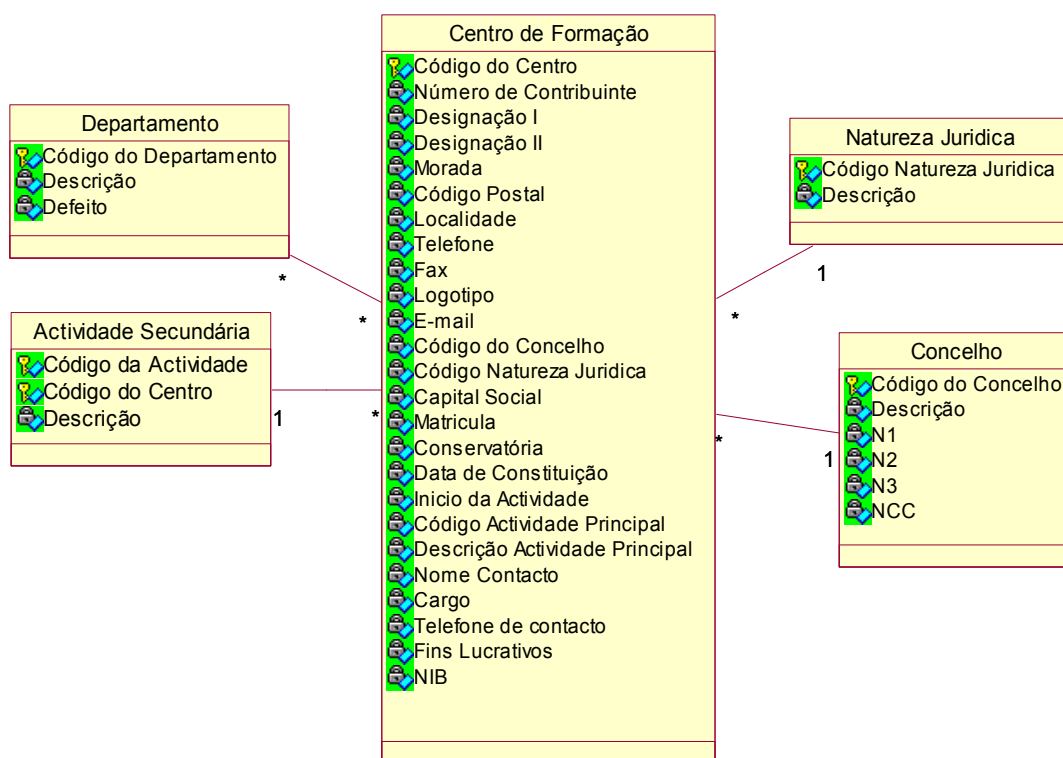 Centro de Formação
Código do Centro
Número de Contribuinte
Designação I
Designação II
Morada
Código Postal
Localidade
Telefone
Fax
Logotipo
E-mail
Código do Concelho
Código Natureza Juridica
Capital Social
Matricula
Conservatória
Data de Constituição
Inicio da Actividade
Código Actividade Principal
Descrição Actividade Principal
Nome Contacto
Cargo
Telefone de contacto
Fins Lucrativos
NIB
Departamento
Código do Departamento
Descrição
Defeito
*
*
Actividade Secundária
Código da Actividade
Código do Centro
Descrição
1
*
Natureza Juridica
Código Natureza Juridica
Descrição
1
*
Concelho
Código do Concelho
Descrição
N1
N2
N3
NCC
1
*